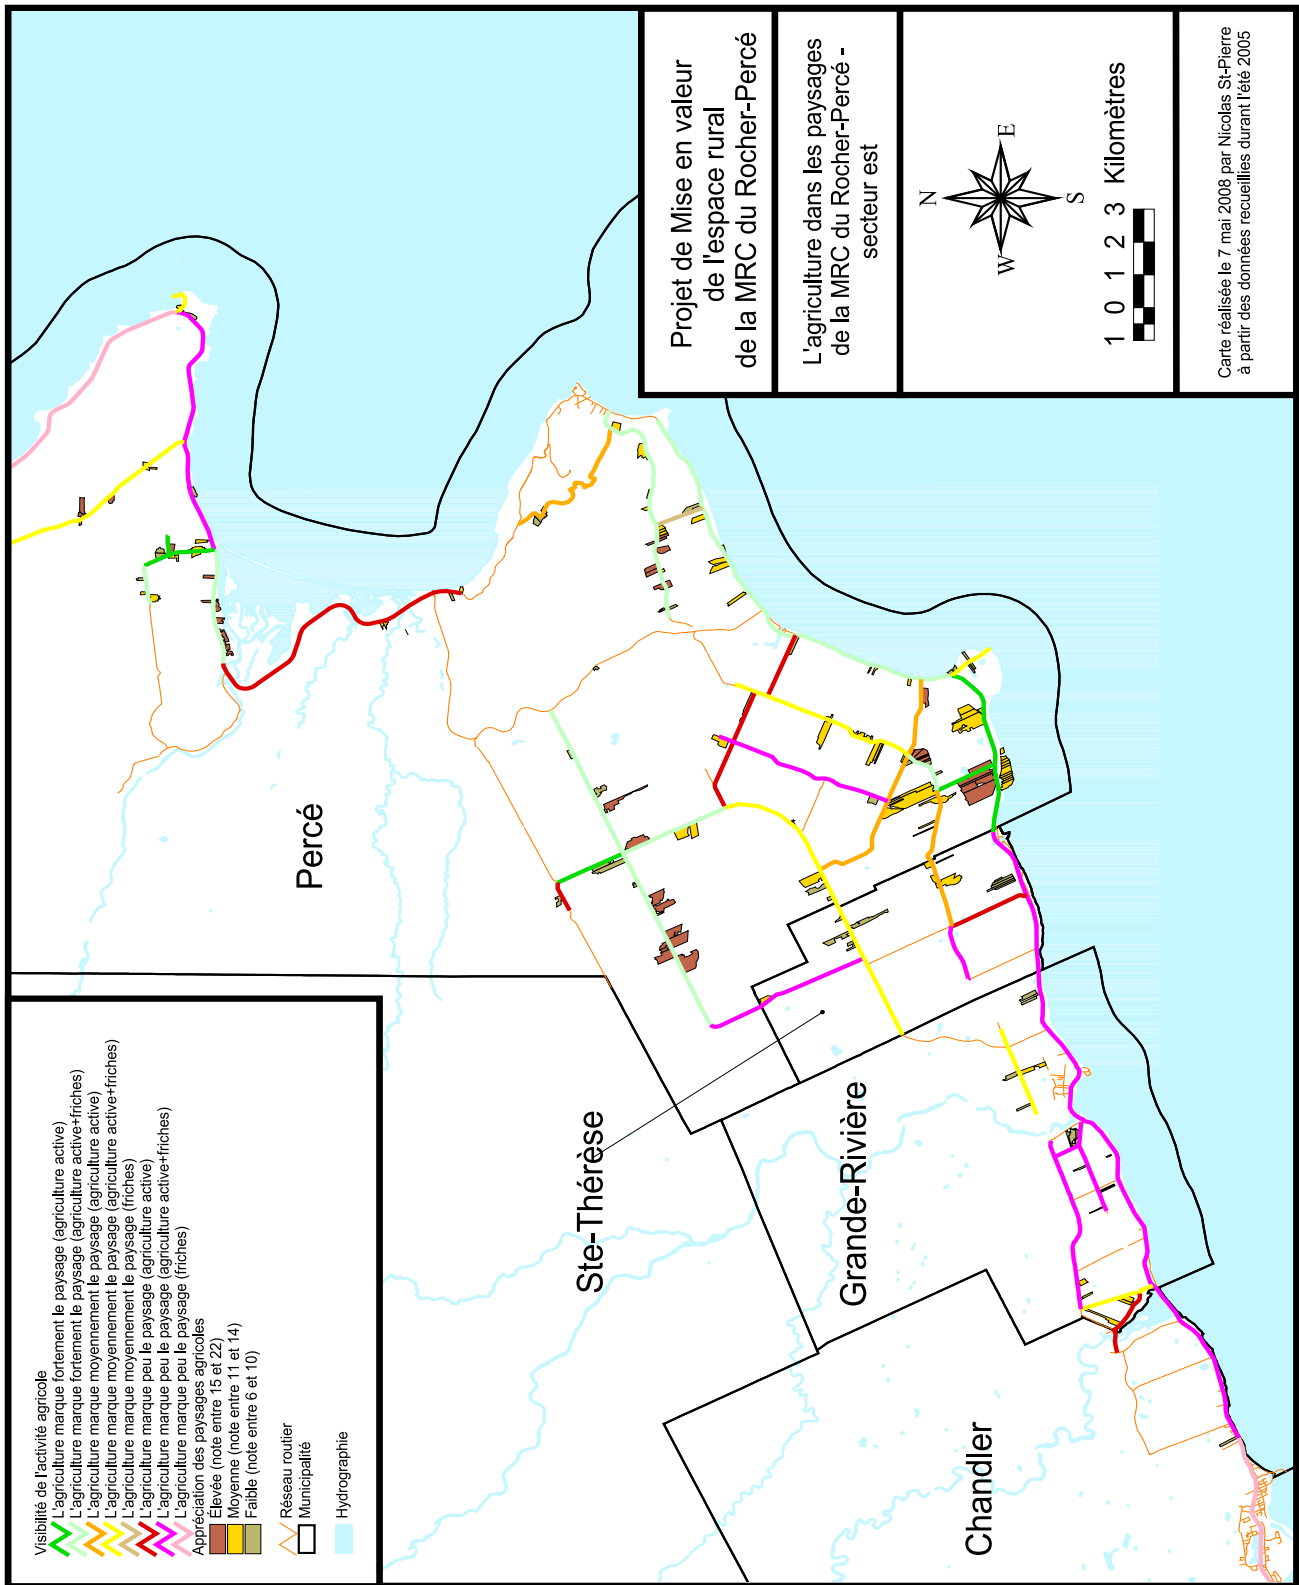 Projet de Mise en valeur
de l'espace rural
de la MRC du Rocher-Percé
L'agriculture dans les paysages
de la MRC du Rocher-Percé -
secteur est
N
E
S
W
1 0 1 2 3 Kilomètres
Carte réalisée le 7 mai 2008 par Nicolas St-Pierre
à partir des données recueillies durant l'été 2005
Percé
Ste-Thérèse
Grande-Rivière
Chandler
Visibilité de l'activité agricole
L'agriculture marque fortement le paysage (agriculture active)
L'agriculture marque fortement le paysage (agriculture active+friches)
L'agriculture marque moyennement le paysage (agriculture active)
L'agriculture marque moyennement le paysage (agriculture active+friches)
L'agriculture marque moyennement le paysage (friches)
L'agriculture marque peu le paysage (agriculture active)
L'agriculture marque peu le paysage (agriculture active+friches)
L'agriculture marque peu le paysage (friches)
Appréciation des paysages agricoles
Élevée (note entre 15 et 22)
Moyenne (note entre 11 et 14)
Faible (note entre 6 et 10)
Réseau routier
Municipalité
Hydrographie